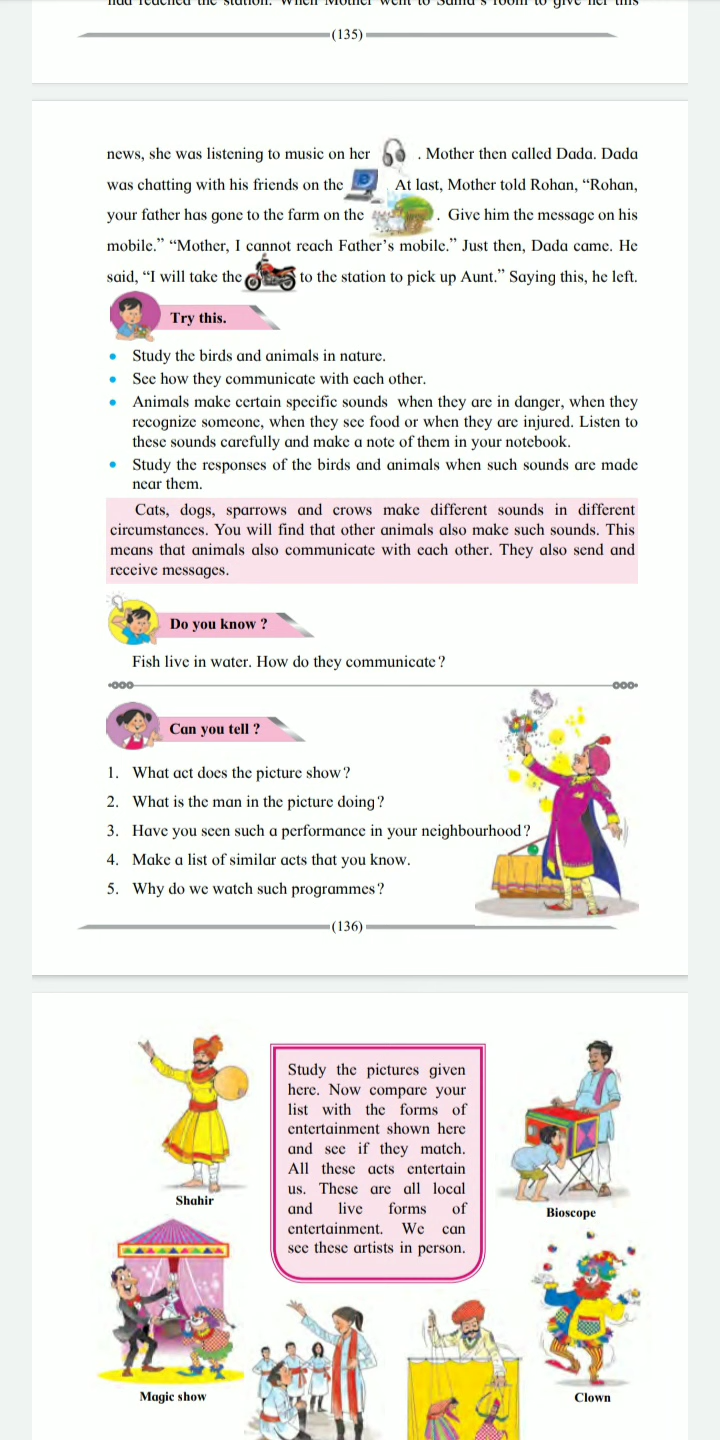 had reached the station. When Mother went to Sania's room to give her this
(135)
news, she was listening to music on her . Mother then called Dada. Dada
was chatting with his friends on the At last, Mother told Rohan, “Rohan,
your father has gone to the farm on the . Give him the message on his
mobile.” “Mother, I cannot reach Father’s mobile.” Just then, Dada came. He
said, “I will take the to the station to pick up Aunt.” Saying this, he left.
Try this.
• Study the birds and animals in nature.
• See how they communicate with each other.
• Animals make certain specific sounds when they are in danger, when they
recognize someone, when they see food or when they are injured. Listen to
these sounds carefully and make a note of them in your notebook.
• Study the responses of the birds and animals when such sounds are made
near them.
Cats, dogs, sparrows and crows make different sounds in different
circumstances. You will find that other animals also make such sounds. This
means that animals also communicate with each other. They also send and
receive messages.
Do you know ?
Fish live in water. How do they communicate ?
Can you tell ?
1. What act does the picture show ?
2. What is the man in the picture doing ?
3. Have you seen such a performance in your neighbourhood ?
4. Make a list of similar acts that you know.
5. Why do we watch such programmes ?
(136)
Study the pictures given
here. Now compare your
list with the forms of
entertainment shown here
and see if they match.
All these acts entertain
us. These are all local
and live forms of
entertainment. We can
see these artists in person.
Shahir
Bioscope
Magic show
Clown